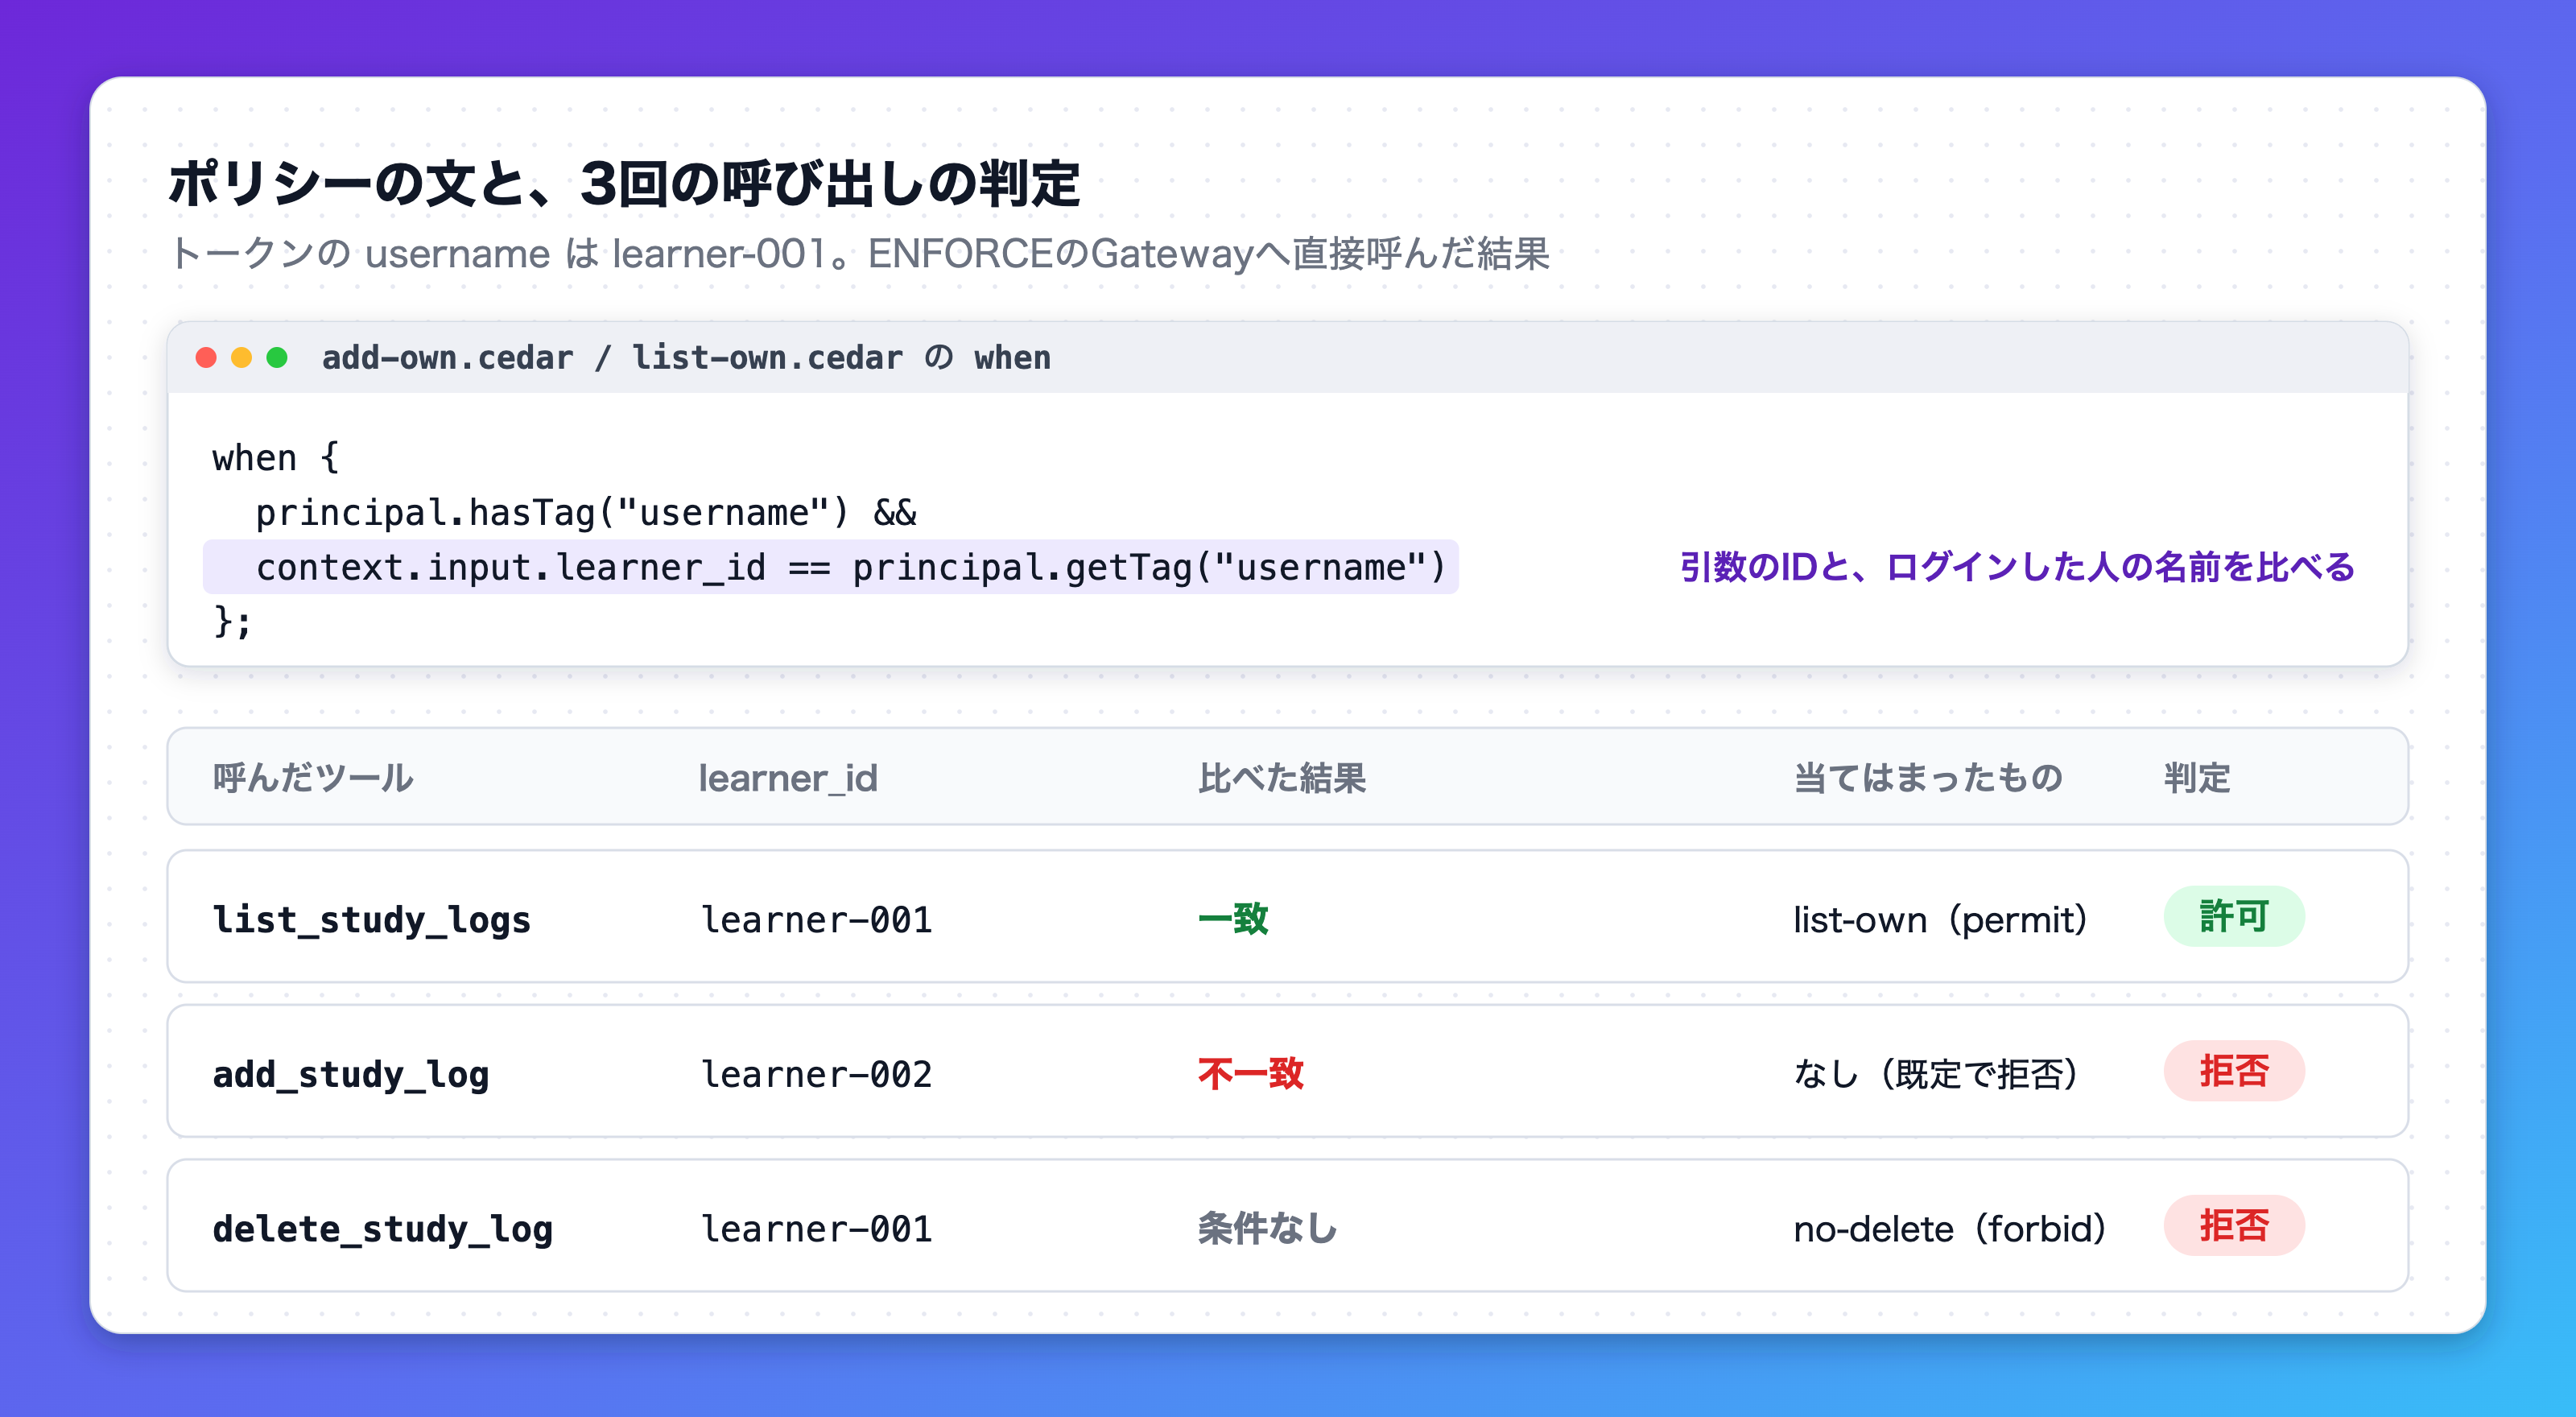 ポリシーの文と、3回の呼び出しの判定
トークンの username は learner-001。ENFORCEのGatewayへ直接呼んだ結果
add-own.cedar / list-own.cedar の when
when {
principal.hasTag("username") &&
context.input.learner_id == principal.getTag("username")
引数のIDと、ログインした人の名前を比べる
};
呼んだツール learner_id 比べた結果 当てはまったもの 判定
list_study_logs learner-001 一致 list-own（permit） 許可
add_study_log learner-002 不一致 なし（既定で拒否） 拒否
delete_study_log learner-001 条件なし no-delete（forbid） 拒否